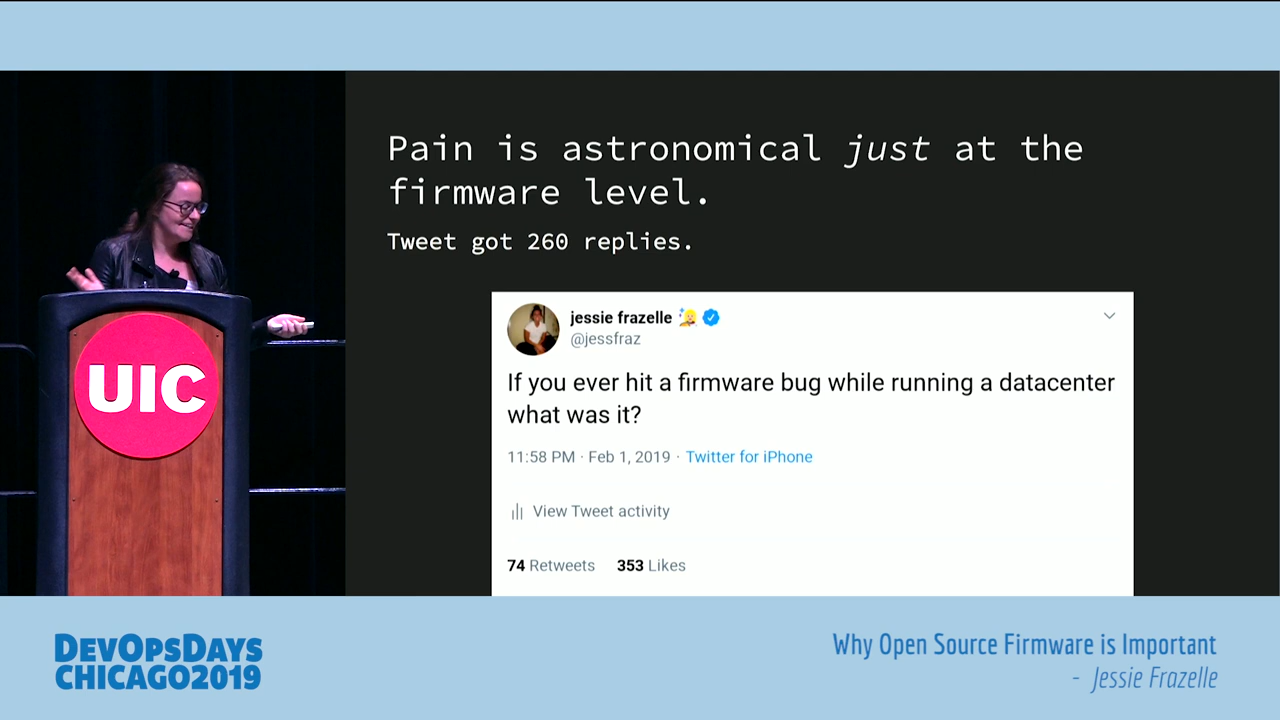 Pain is astronomical just at the
firmware level.
Tweet got 260 replies.
jessie frazelle
@jessfraz
If you ever hit a firmware bug while running a datacenter
what was it?
11:58 PM · Feb 1, 2019 · Twitter for iPhone
View Tweet activity
74 Retweets 353 Likes
UIC
DEVOPSDAYS
CHICAGO2019
Why Open Source Firmware is Important
- Jessie Frazelle